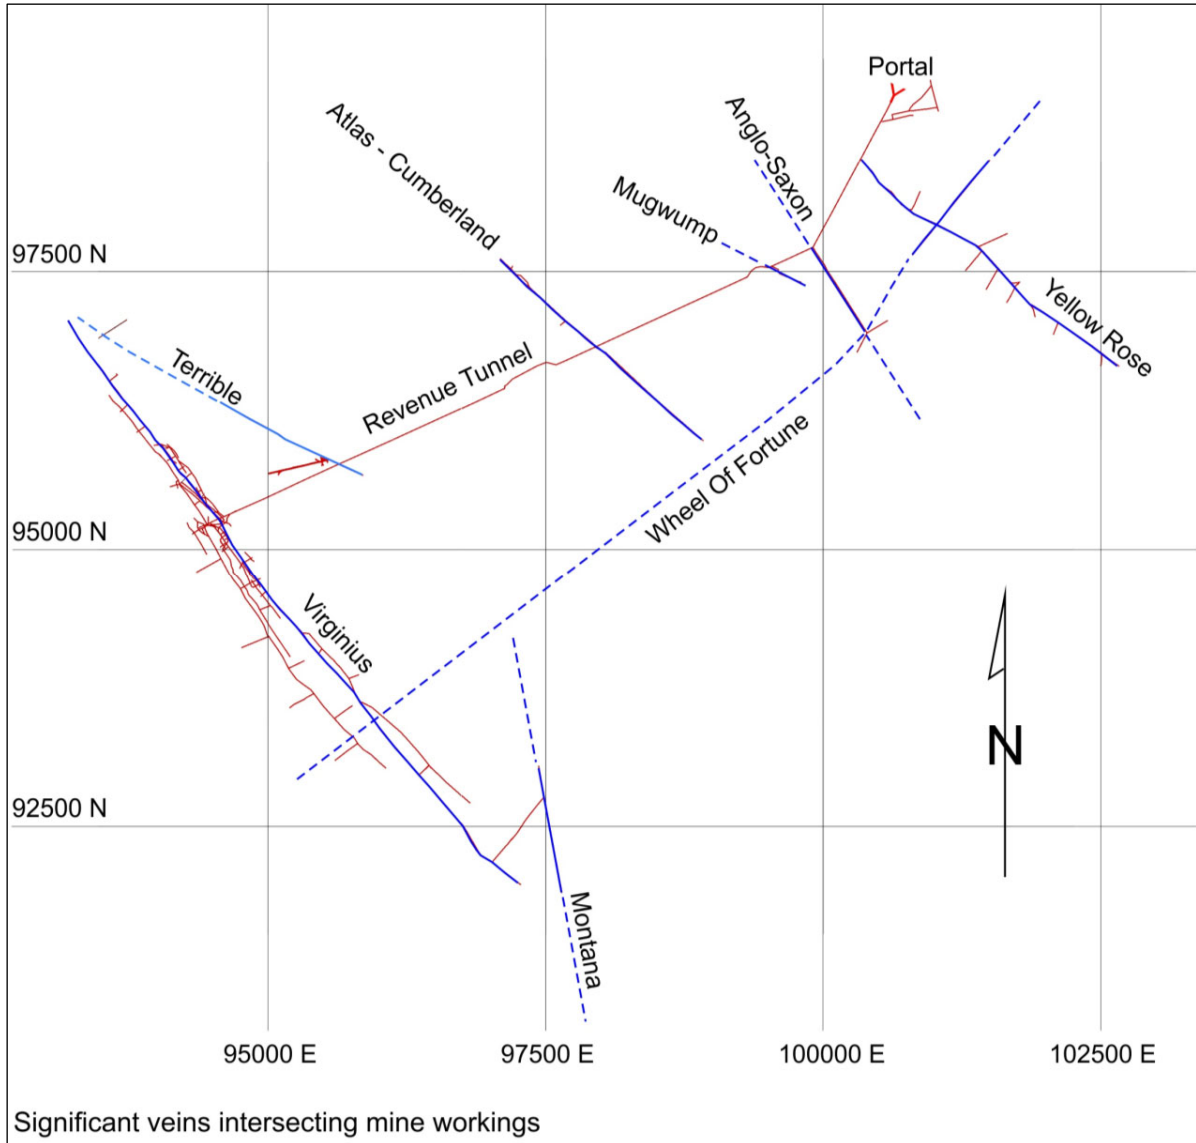 Portal
Atlas - Cumberland
Anglo-Saxon
Mugwump
97500 N
Yellow Rose
Terrible
Revenue Tunnel
Wheel Of Fortune
95000 N
Virginius
N
92500 N
Montana
95000 E
97500 E
100000 E
102500 E
Significant veins intersecting mine workings